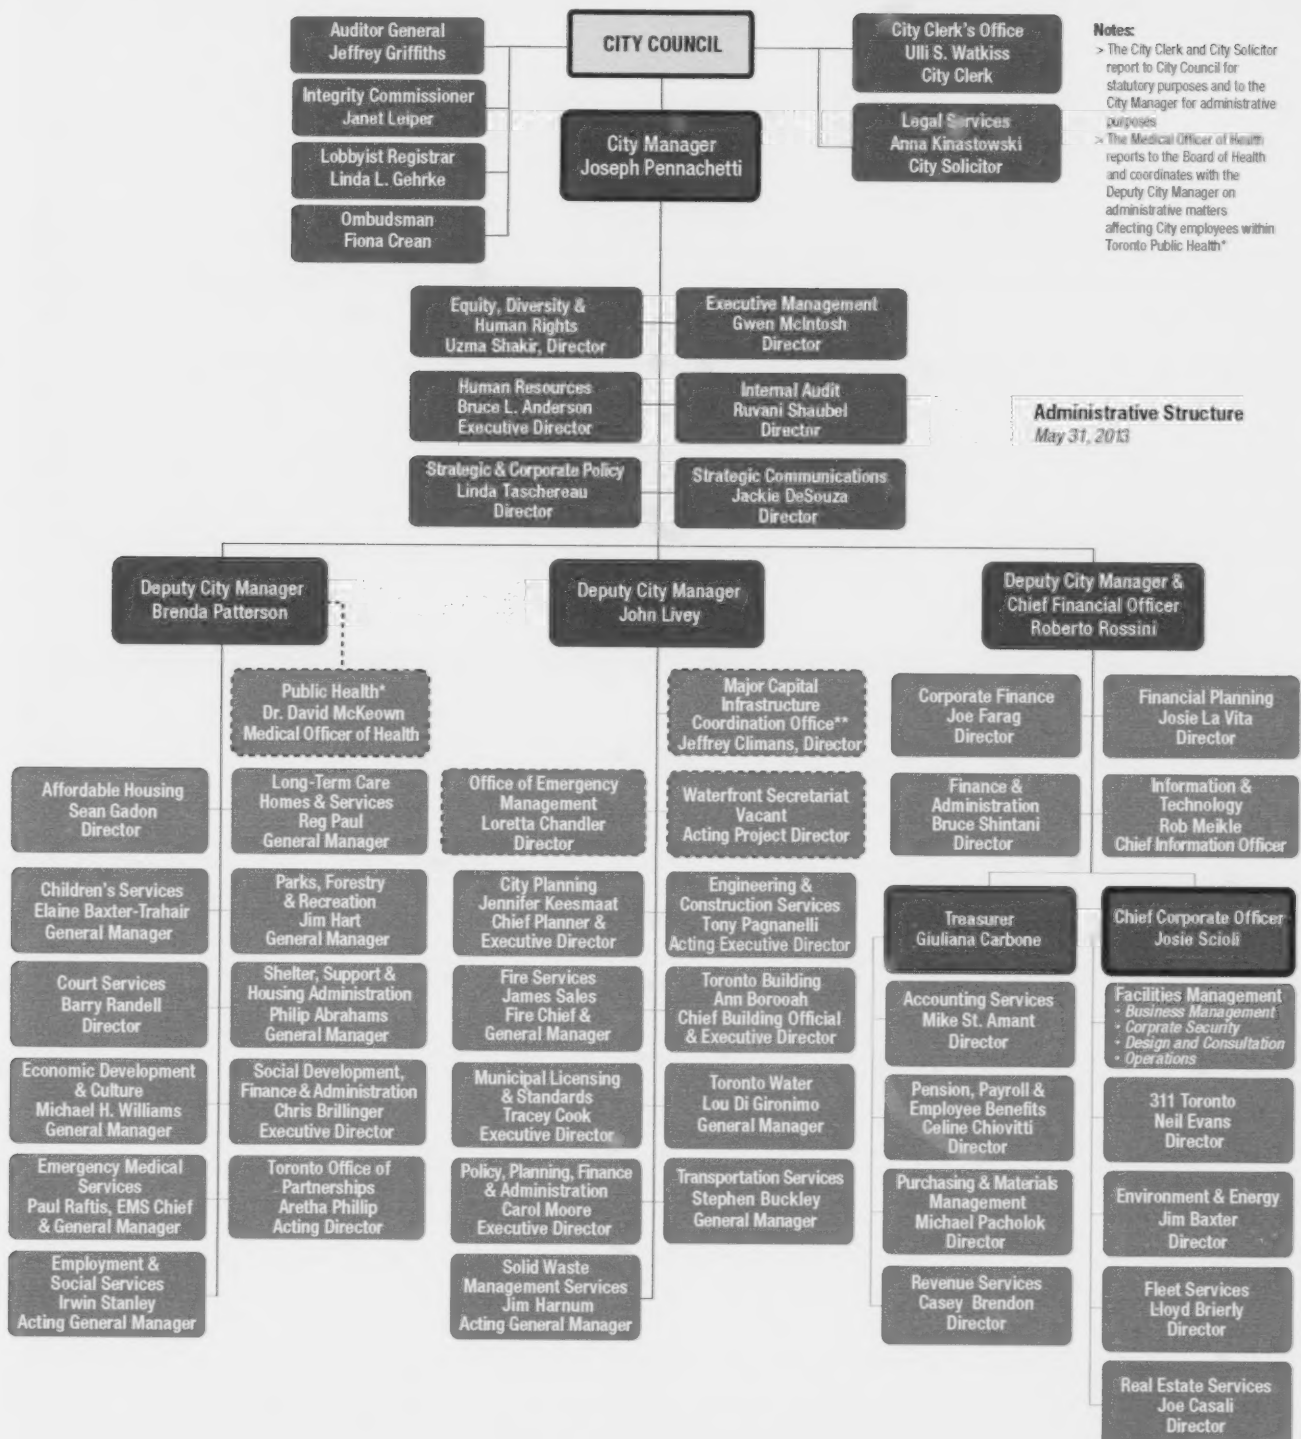 Auditor General
Jeffrey Griffiths
Integrity Commissioner
Janet Leiper
Lobbyist Registrar
Linda L. Gehrke
Ombudsman
Fiona Crean
CITY COUNCIL
City Manager
Joseph Pennachetti
City Clerk's Office
Ulli S. Watkiss
City Clerk
Legal Services
Anna Kinastowski
City Solicitor
Notes:
> The City Clerk and City Solicitor
report to City Council for
statutory purposes and to the
City Manager for administrative
purposes
> The Medical Officer of Health
reports to the Board of Health
and coordinates with the
Deputy City Manager on
administrative matters
affecting City employees within
Toronto Public Health*
Equity, Diversity &
Human Rights
Uzma Shakir, Director
Executive Management
Gwen McIntosh
Director
Human Resources
Bruce L. Anderson
Executive Director
Internal Audit
Ruvani Shaubel
Director
Strategic & Corporate Policy
Linda Taschereau
Director
Strategic Communications
Jackie DeSouza
Director
Administrative Structure
May 31, 2013
Deputy City Manager
Brenda Patterson
Public Health*
Dr. David McKeown
Medical Officer of Health
Affordable Housing
Sean Gadon
Director
Long-Term Care
Homes & Services
Reg Paul
General Manager
Children's Services
Elaine Baxter-Trahair
General Manager
Parks, Forestry
& Recreation
Jim Hart
General Manager
Court Services
Barry Randell
Director
Shelter, Support &
Housing Administration
Philip Abrahams
General Manager
Economic Development
& Culture
Michael H. Williams
General Manager
Social Development,
Finance & Administration
Chris Brillinger
Executive Director
Emergency Medical
Services
Paul Raftis, EMS Chief
& General Manager
Toronto Office of
Partnerships
Aretha Phillip
Acting Director
Employment &
Social Services
Irwin Stanley
Acting General Manager
Deputy City Manager
John Livey
Major Capital
Infrastructure
Coordination Office**
Jeffrey Climans, Director
Office of Emergency
Management
Loretta Chandler
Director
Waterfront Secretariat
Vacant
Acting Project Director
City Planning
Jennifer Keesmaat
Chief Planner &
Executive Director
Engineering &
Construction Services
Tony Pagnanelli
Acting Executive Director
Fire Services
James Sales
Fire Chief &
General Manager
Toronto Building
Ann Borooah
Chief Building Official
& Executive Director
Municipal Licensing
& Standards
Tracey Cook
Executive Director
Toronto Water
Lou Di Gironimo
General Manager
Policy, Planning, Finance
& Administration
Carol Moore
Executive Director
Transportation Services
Stephen Buckley
General Manager
Solid Waste
Management Services
Jim Harnum
Acting General Manager
Deputy City Manager &
Chief Financial Officer
Roberto Rossini
Corporate Finance
Joe Farag
Director
Financial Planning
Josie La Vita
Director
Finance &
Administration
Bruce Shintani
Director
Information &
Technology
Rob Meikle
Chief Information Officer
Treasurer
Giuliana Carbone
Accounting Services
Mike St. Amant
Director
Pension, Payroll &
Employee Benefits
Celine Chiovitti
Director
Purchasing & Materials
Management
Michael Pacholok
Director
Revenue Services
Casey Brendon
Director
Chief Corporate Officer
Josie Scioli
Facilities Management
• Business Management
• Corprate Security
• Design and Consultation
• Operations
311 Toronto
Neil Evans
Director
Environment & Energy
Jim Baxter
Director
Fleet Services
Lloyd Brierly
Director
Real Estate Services
Joe Casali
Director